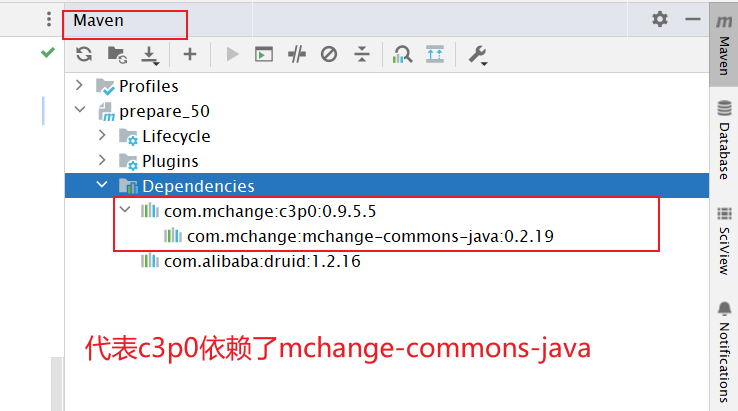 Maven
Profiles
prepare_50
Lifecycle
Plugins
Dependencies
com.mchange:c3p0:0.9.5.5
com.mchange:mchange-commons-java:0.2.19
com.alibaba:druid:1.2.16
代表c3p0依赖了mchange-commons-java
m
Maven
Database
SciView
Notifications